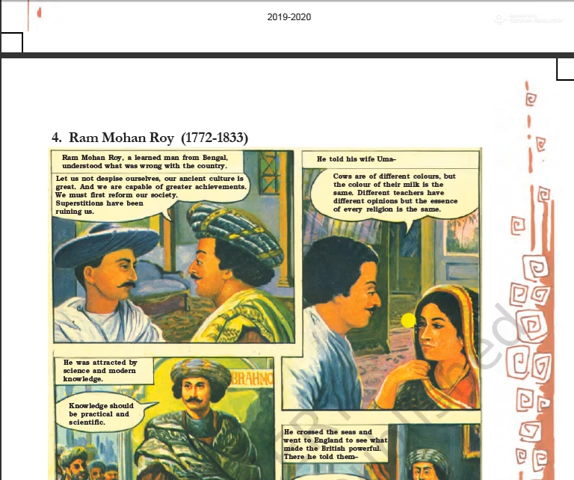 2019-2020
4. Ram Mohan Roy (1772-1833)
Ram Mohan Roy, a learned man from Bengal,
understood what was wrong with the country.
Let us not despise ourselves, our ancient culture is
great. And we are capable of greater achievements.
We must first reform our society.
Superstitions have been
ruining us.
He told his wife Uma-
Cows are of different colours, but
the colour of their milk is the
same. Different teachers have
different opinions but the essence
of every religion is the same.
He was attracted by
science and modern
knowledge.
BRAHMO
Knowledge should
be practical and
scientific.
He crossed the seas and
went to England to see what
made the British powerful.
There he told them-